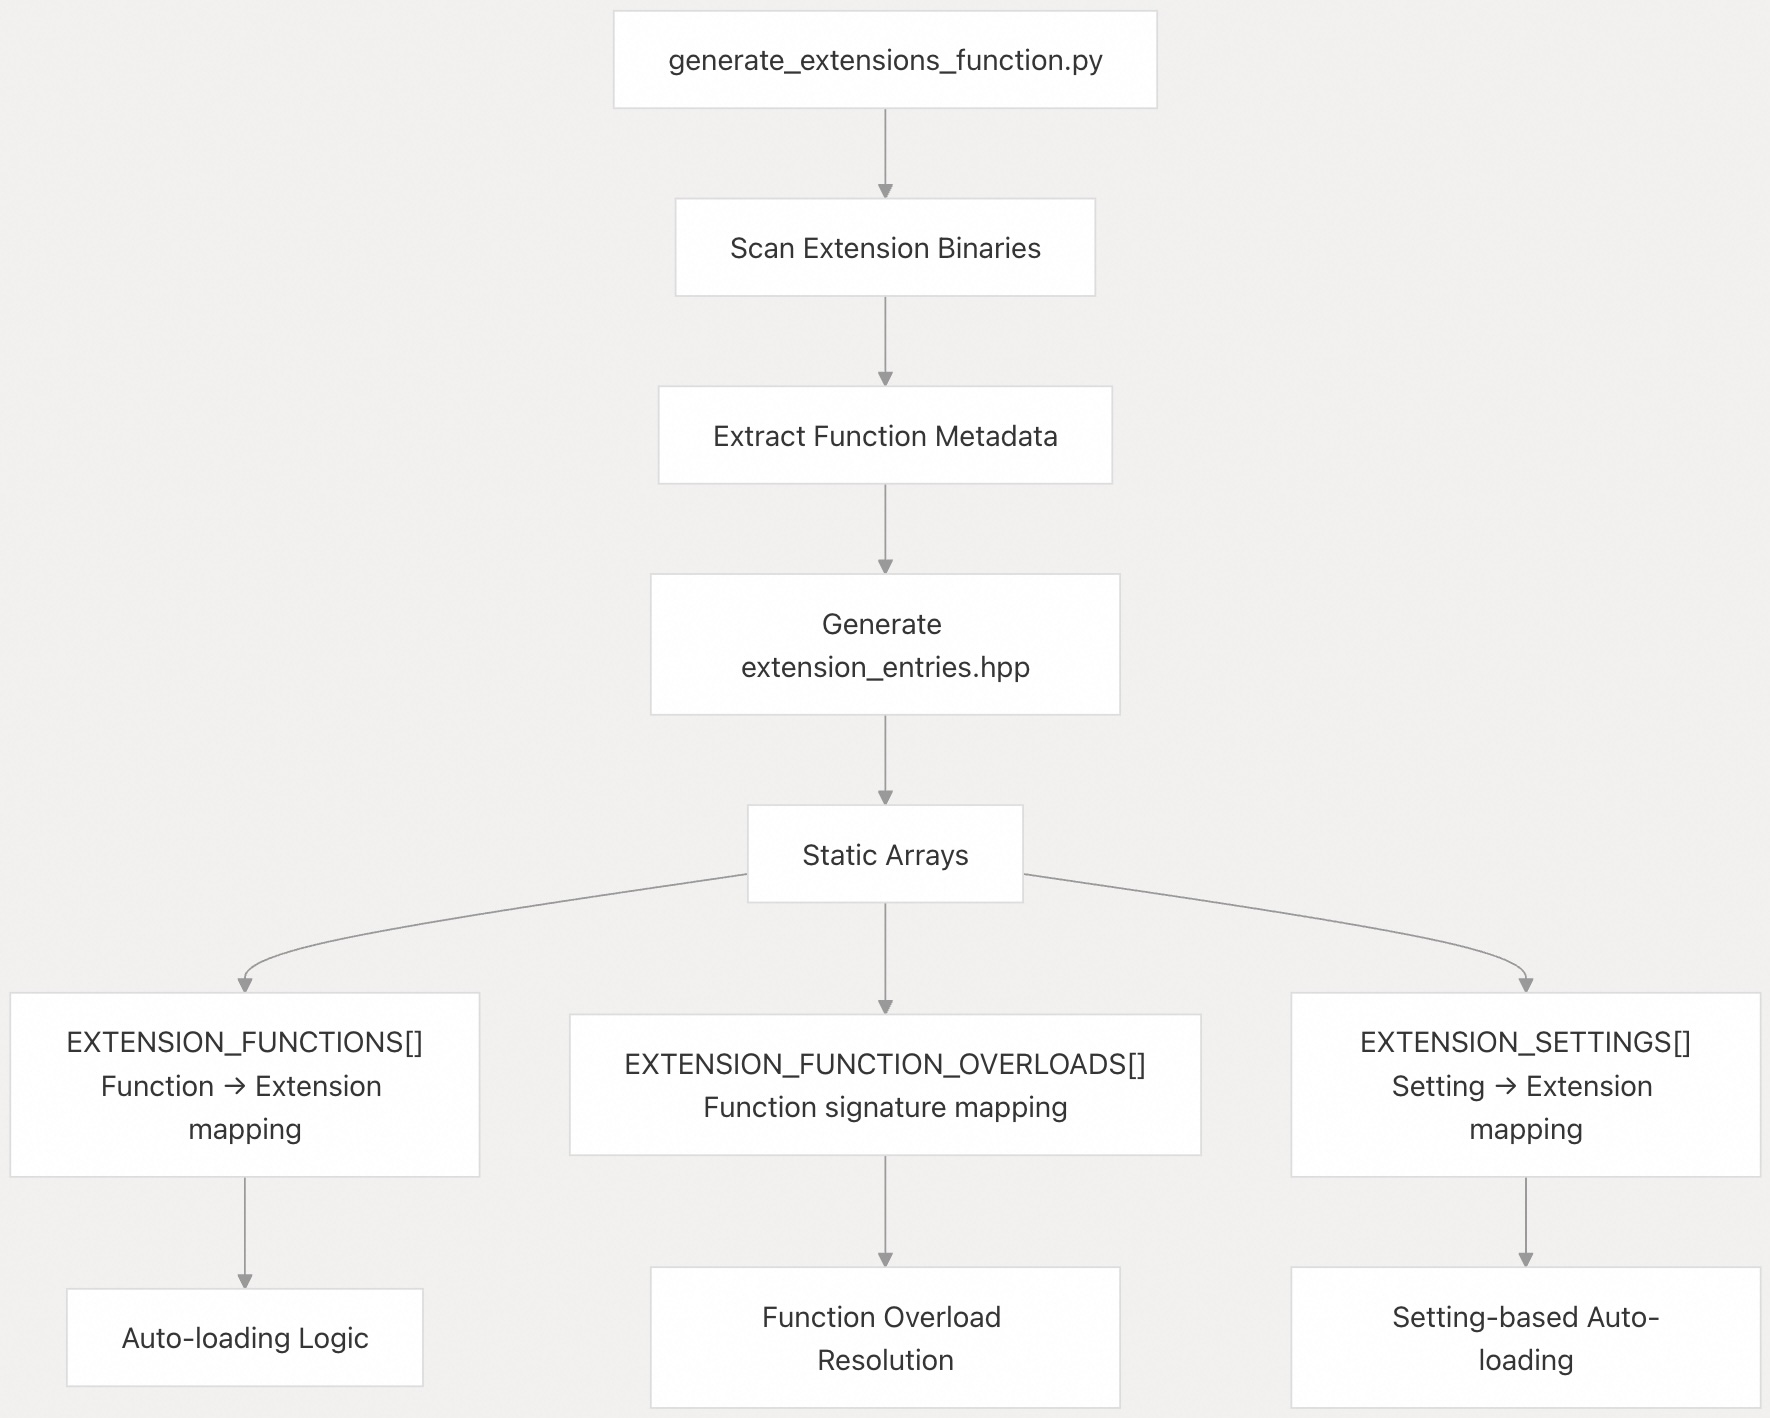 generate_extensions_function.py
Scan Extension Binaries
Extract Function Metadata
Generate
extension_entries.hpp
Static Arrays
EXTENSION_FUNCTIONS[]
Function → Extension
mapping
EXTENSION_FUNCTION_OVERLOADS[]
Function signature mapping
EXTENSION_SETTINGS[]
Setting → Extension
mapping
Auto-loading Logic
Function Overload
Resolution
Setting-based Auto-
loading